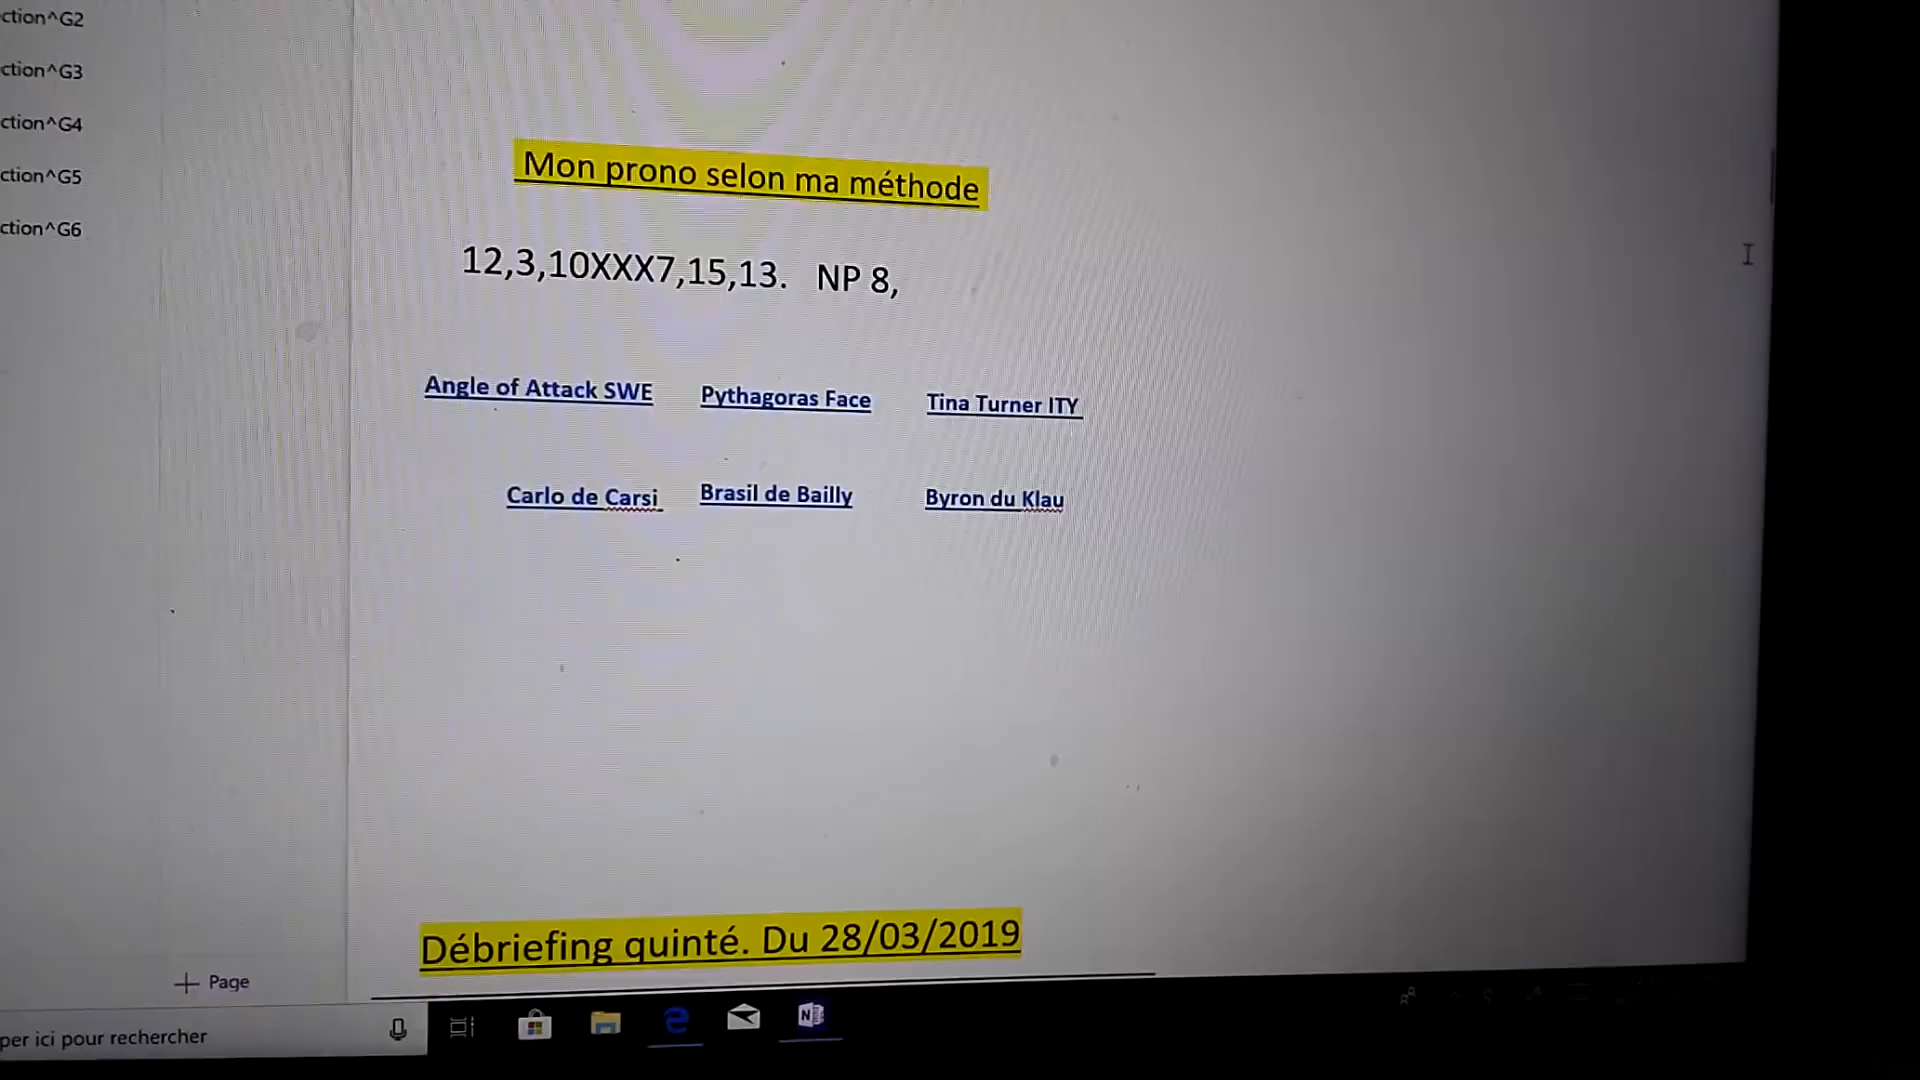 ction^G2
ction^G3
ction^G4
ction^G5
ction^G6
Mon prono selon ma méthode
12,3,10XXX7,15,13. NP 8,
Angle of Attack SWE Pythagoras Face Tina Turner ITY
Carlo de Carsi Brasil de Bailly Byron du Klau
Débriefing quinté. Du 28/03/2019
Page
per ici pour rechercher